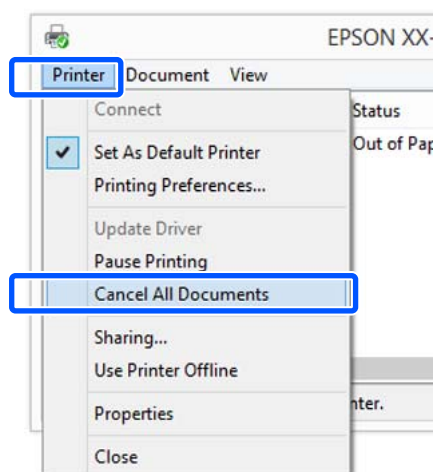 EPSON XX-
Printer Document View
Connect
Status
Set As Default Printer
Out of Pap
Printing Preferences...
Update Driver
Pause Printing
Cancel All Documents
Sharing...
Use Printer Offline
Properties
nter.
Close